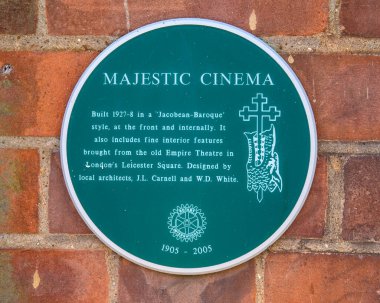 MAJESTIC CINEMA
Built 1927-8 in a 'Jacobean-Baroque'
style, at the front and internally. It
also includes fine interior features
brought from the old Empire Theatre in
London's Leicester Square. Designed by
local architects, J.L. Carnell and W.D. White.
1905 - 2005